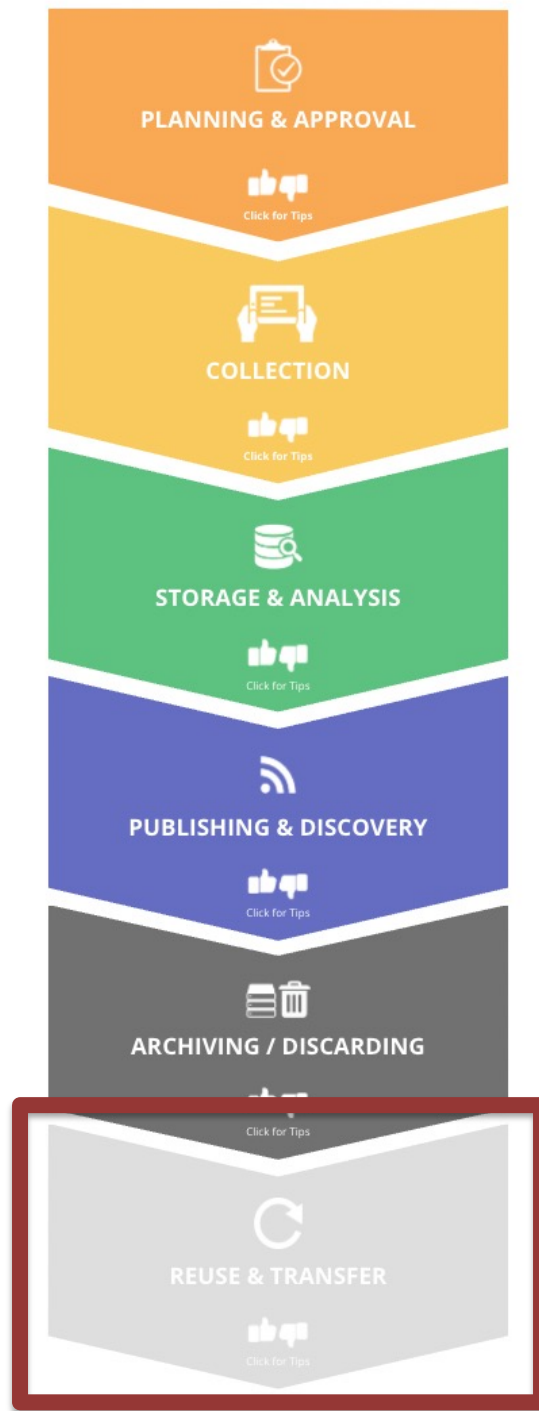 PLANNING & APPROVAL
Click for Tips
COLLECTION
Click for Tips
STORAGE & ANALYSIS
Click for Tips
PUBLISHING & DISCOVERY
Click for Tips
ARCHIVING / DISCARDING
Click for Tips
REUSE & TRANSFER
Click for Tips